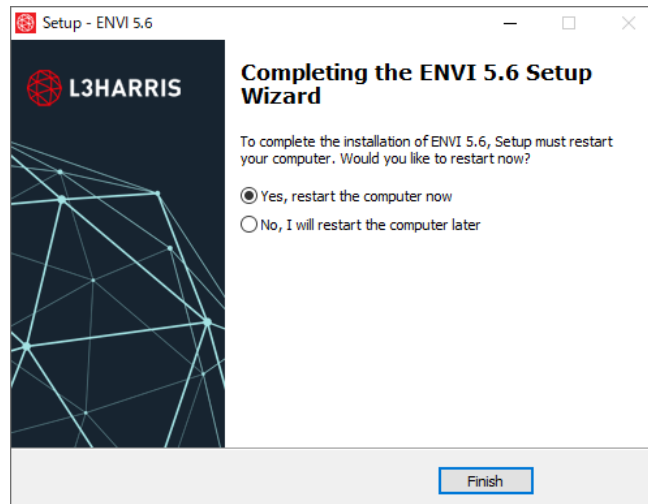 Setup - ENVI 5.6
L3HARRIS
Completing the ENVI 5.6 Setup
Wizard
To complete the installation of ENVI 5.6, Setup must restart
your computer. Would you like to restart now?
Yes, restart the computer now
No, I will restart the computer later
Finish